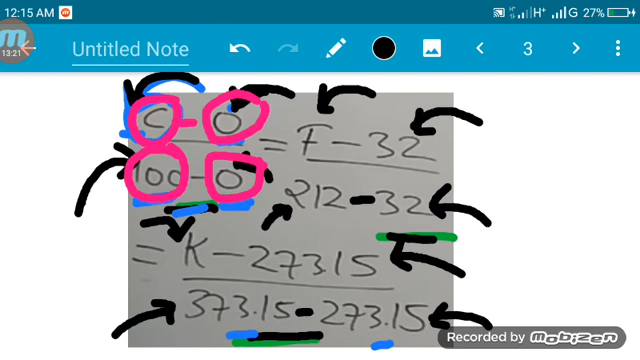 12:15 AM H+ G 27%
13:21
Untitled Note 3
C - 0 = F - 32
100 - 0 212 - 32
= K - 273.15
373.15 - 273.15
Recorded by mobizen